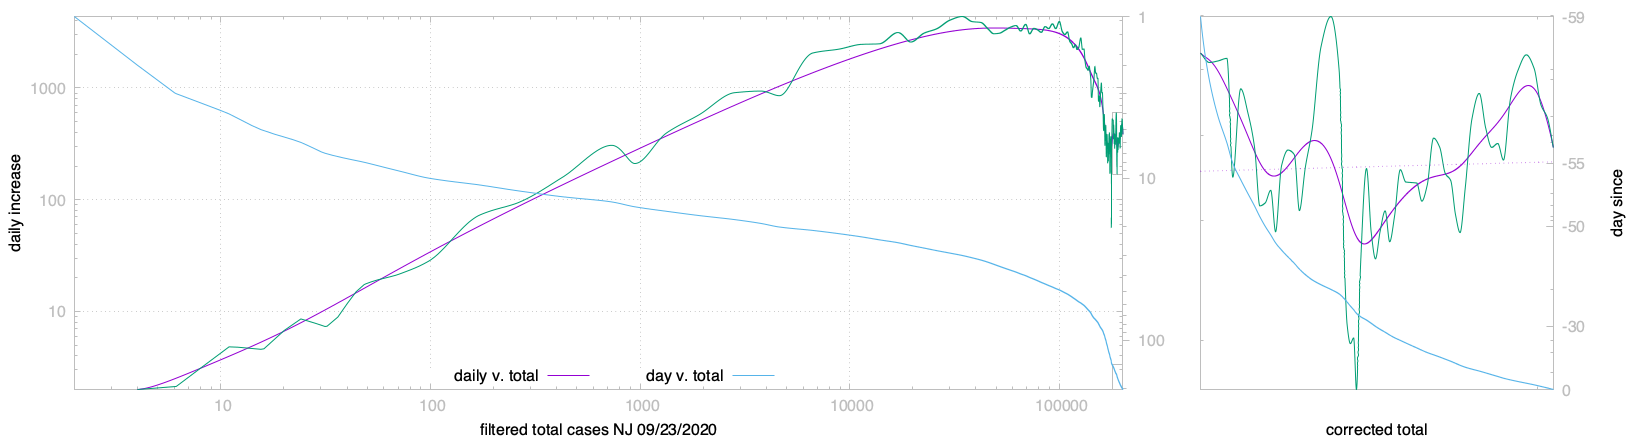 daily increase
1000
100
10
10
100
1000
10000
100000
1
10
100
daily v. total
day v. total
filtered total cases NJ 09/23/2020
-59
-55
-50
-30
0
day since
corrected total